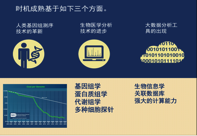 时机成熟基于如下三个方面。
人类基因组测序
技术的革新
生物医学分析
技术的进步
大数据分析工
具的出现
基因组学
蛋白质组学
代谢组学
多种细胞探针
生物信息学
关联数据库
强大的计算能力